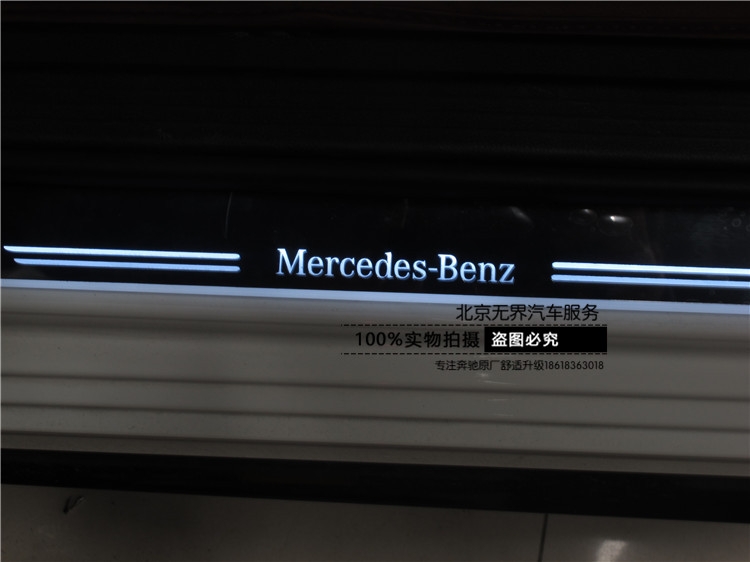 Mercedes-Benz
北京无界汽车服务
100%实物拍摄 盗图必究
专注奔驰原厂舒适升级18618363018